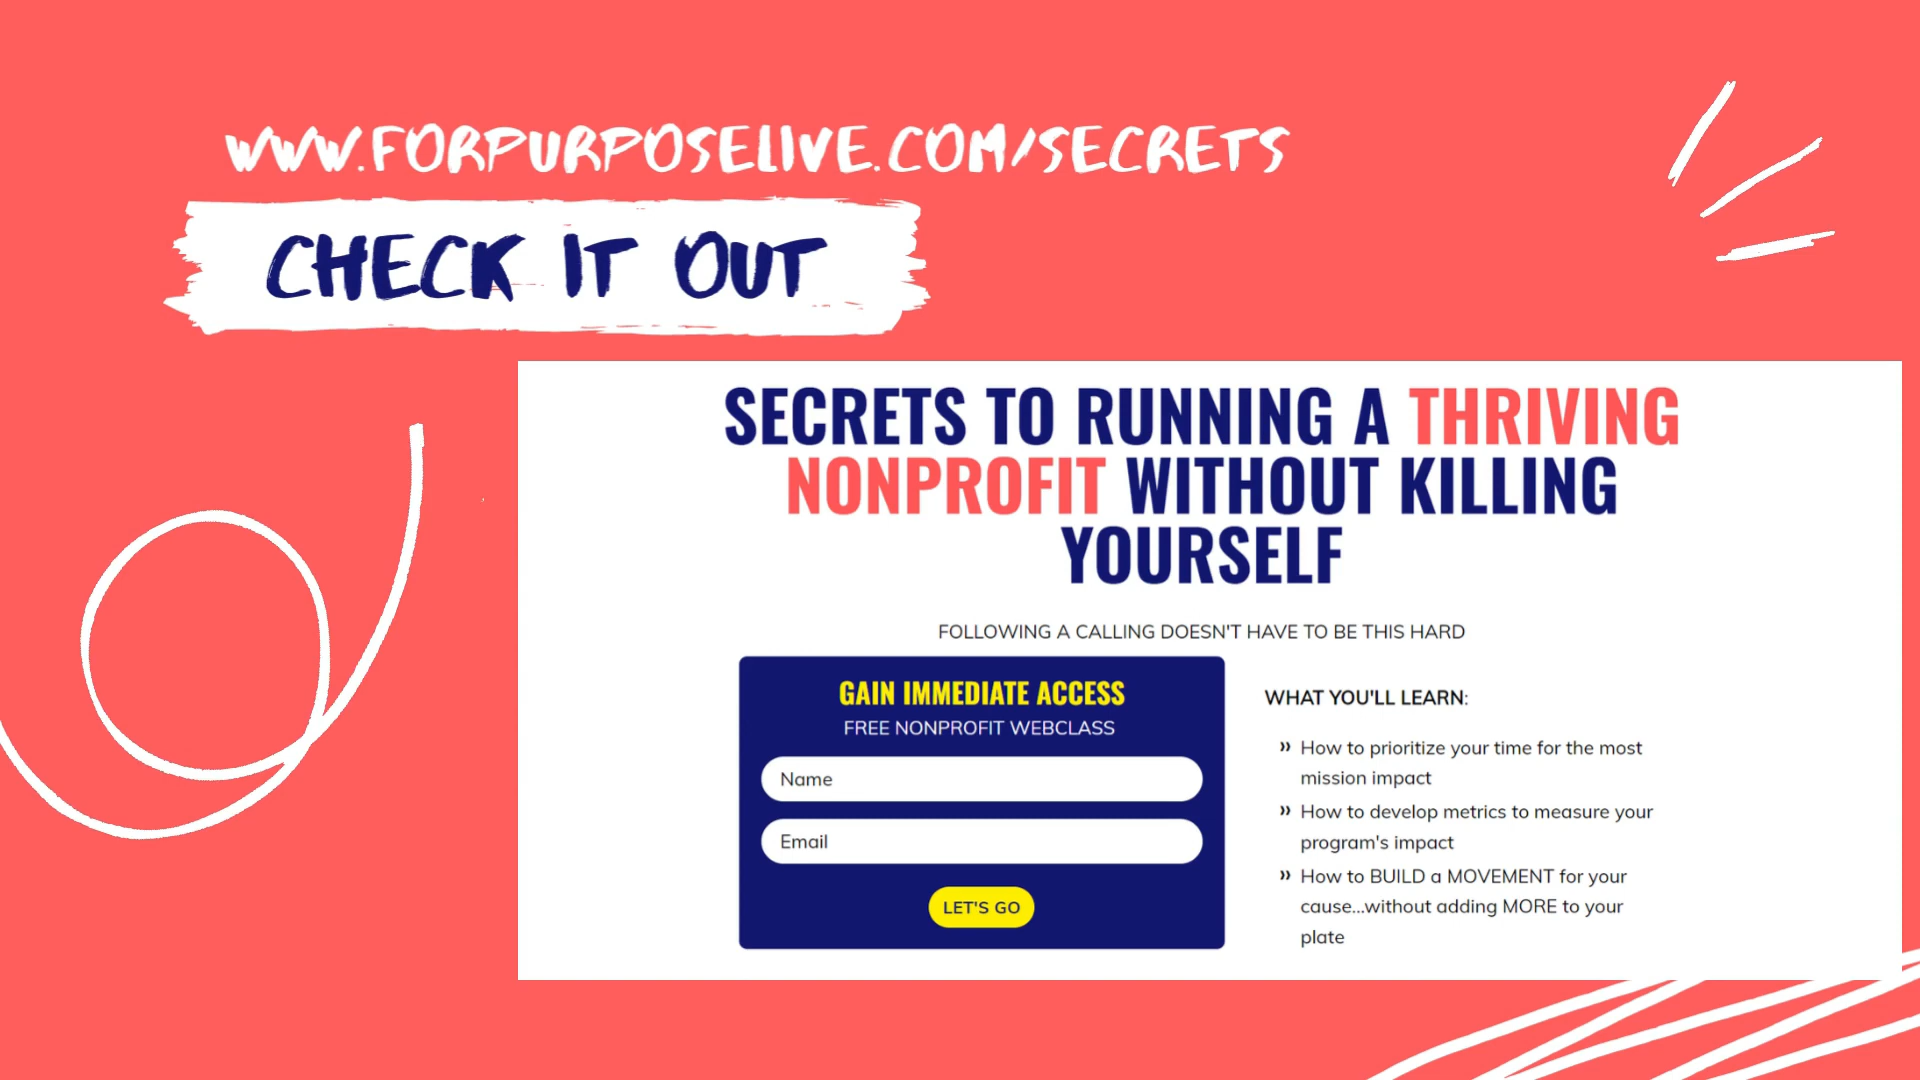 WWW.FORPURPOSELIVE.COM/SECRETS
CHECK IT OUT
SECRETS TO RUNNING A THRIVING
NONPROFIT WITHOUT KILLING
YOURSELF
FOLLOWING A CALLING DOESN'T HAVE TO BE THIS HARD
GAIN IMMEDIATE ACCESS
FREE NONPROFIT WEBCLASS
Name
Email
LET'S GO
WHAT YOU'LL LEARN:
» How to prioritize your time for the most
mission impact
» How to develop metrics to measure your
program's impact
» How to BUILD a MOVEMENT for your
cause...without adding MORE to your
plate